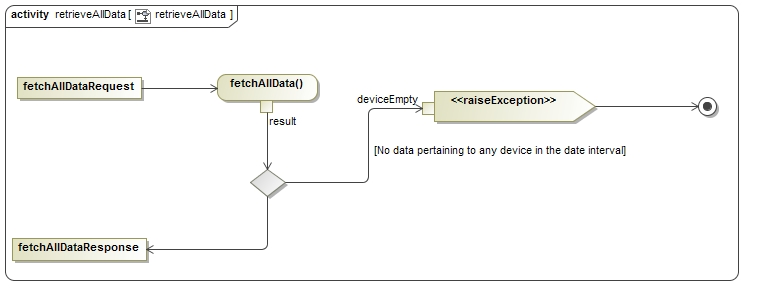 activity retrieveAllData [ retrieveAllData ]
fetchAllDataRequest
fetchAllData()
result
deviceEmpty
<<raiseException>>
[No data pertaining to any device in the date interval]
fetchAllDataResponse